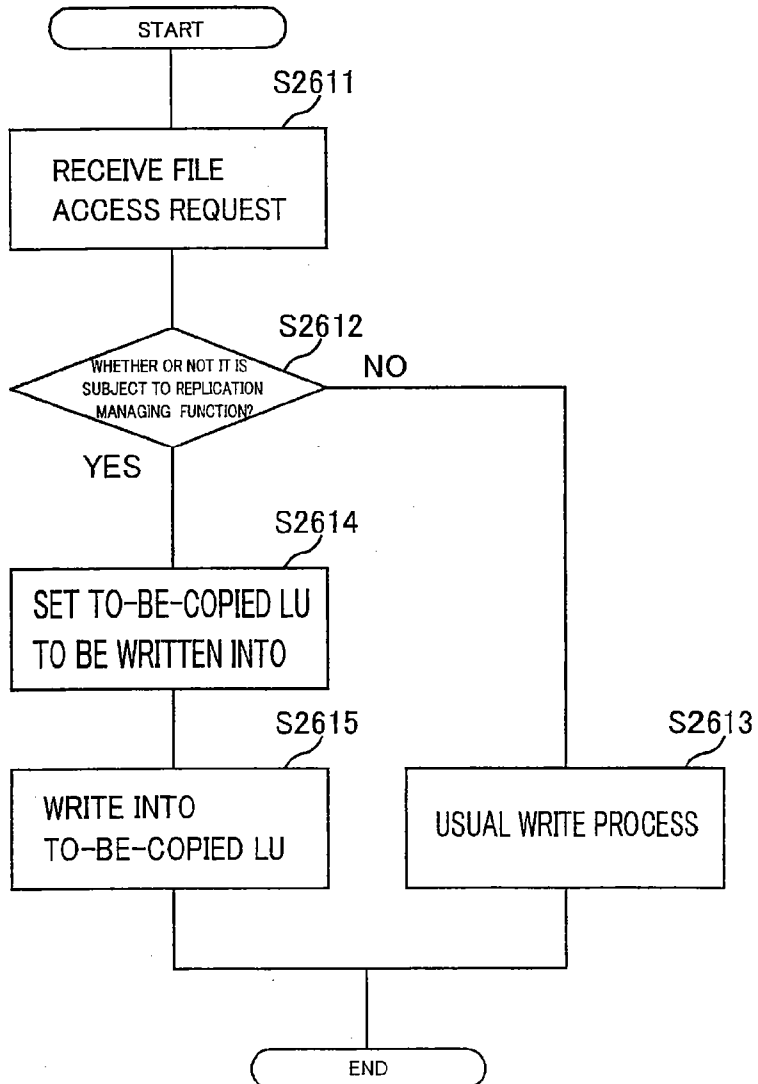 START
S2611
RECEIVE FILE
ACCESS REQUEST
S2612
WHETHER OR NOT IT IS
SUBJECT TO REPLICATION
MANAGING FUNCTION?
NO
YES
S2614
SET TO-BE-COPIED LU
TO BE WRITTEN INTO
S2615
WRITE INTO
TO-BE-COPIED LU
S2613
USUAL WRITE PROCESS
END